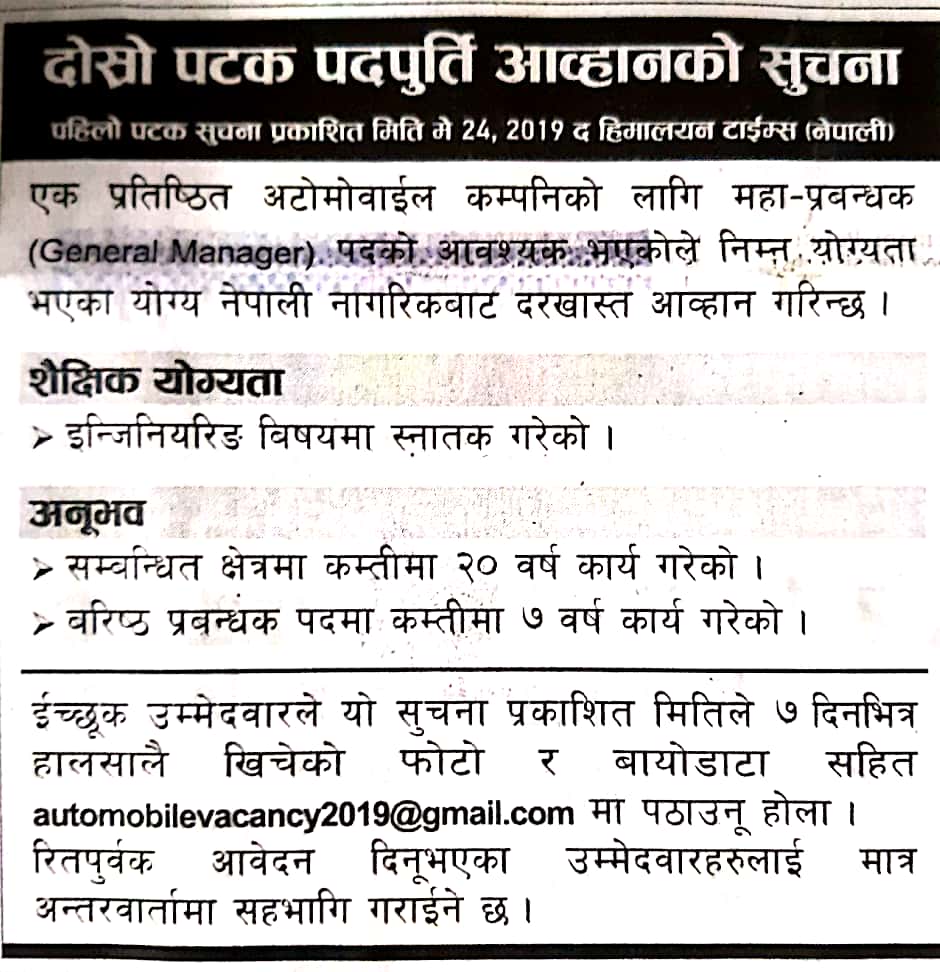 दोस्रो पटक पदपुर्ति आव्हानको सुचना
पहिलो पटक सुचना प्रकाशित मिति मे 24, 2019 द हिमालयन टाईम्स (नेपाली)
एक प्रतिष्ठित अटोमोवाईल कम्पनिको लागि महा-प्रवन्धक
(General Manager) पदको आवश्यक भएकोले निम्न योग्यता
भएका योग्य नेपाली नागरिकबाट दरखास्त आव्हान गरिन्छ ।
शैक्षिक योग्यता
➤ इन्जिनियरिङ विषयमा स्नातक गरेको ।
अनूभव
➤ सम्वन्धित क्षेत्रमा कम्तीमा २० वर्ष कार्य गरेको ।
➤ वरिष्ठ प्रवन्धक पदमा कम्तीमा ७ वर्ष कार्य गरेको ।
ईच्छूक उम्मेदवारले यो सुचना प्रकाशित मितिले ७ दिनभित्र
हालसालै खिचेको फोटो र बायोडाटा सहित
automobilevacancy2019@gmail.com मा पठाउनू होला ।
रितपुर्वक आवेदन दिनूभएका उम्मेदवारहरुलाई मात्र
अन्तरवार्तामा सहभागि गराईने छ ।